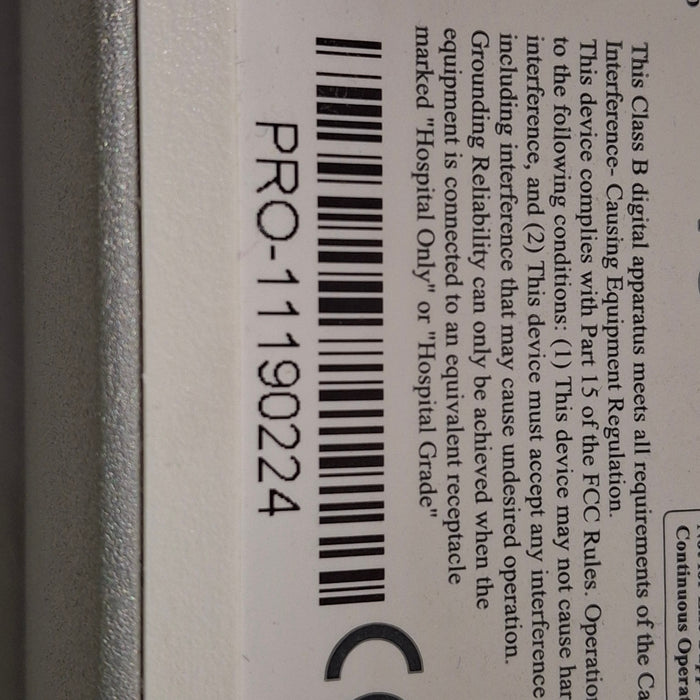 Continuous Opera
This Class B digital apparatus meets all requirements of the Ca
Interference- Causing Equipment Regulation.
This device complies with Part 15 of the FCC Rules. Operati
to the following conditions: (1) This device may not cause ha
interference, and (2) This device must accept any interference
including interference that may cause undesired operation.
Grounding Reliability can only be achieved when the
equipment is connected to an equivalent receptacle
marked "Hospital Only" or "Hospital Grade"
PRO-11190224